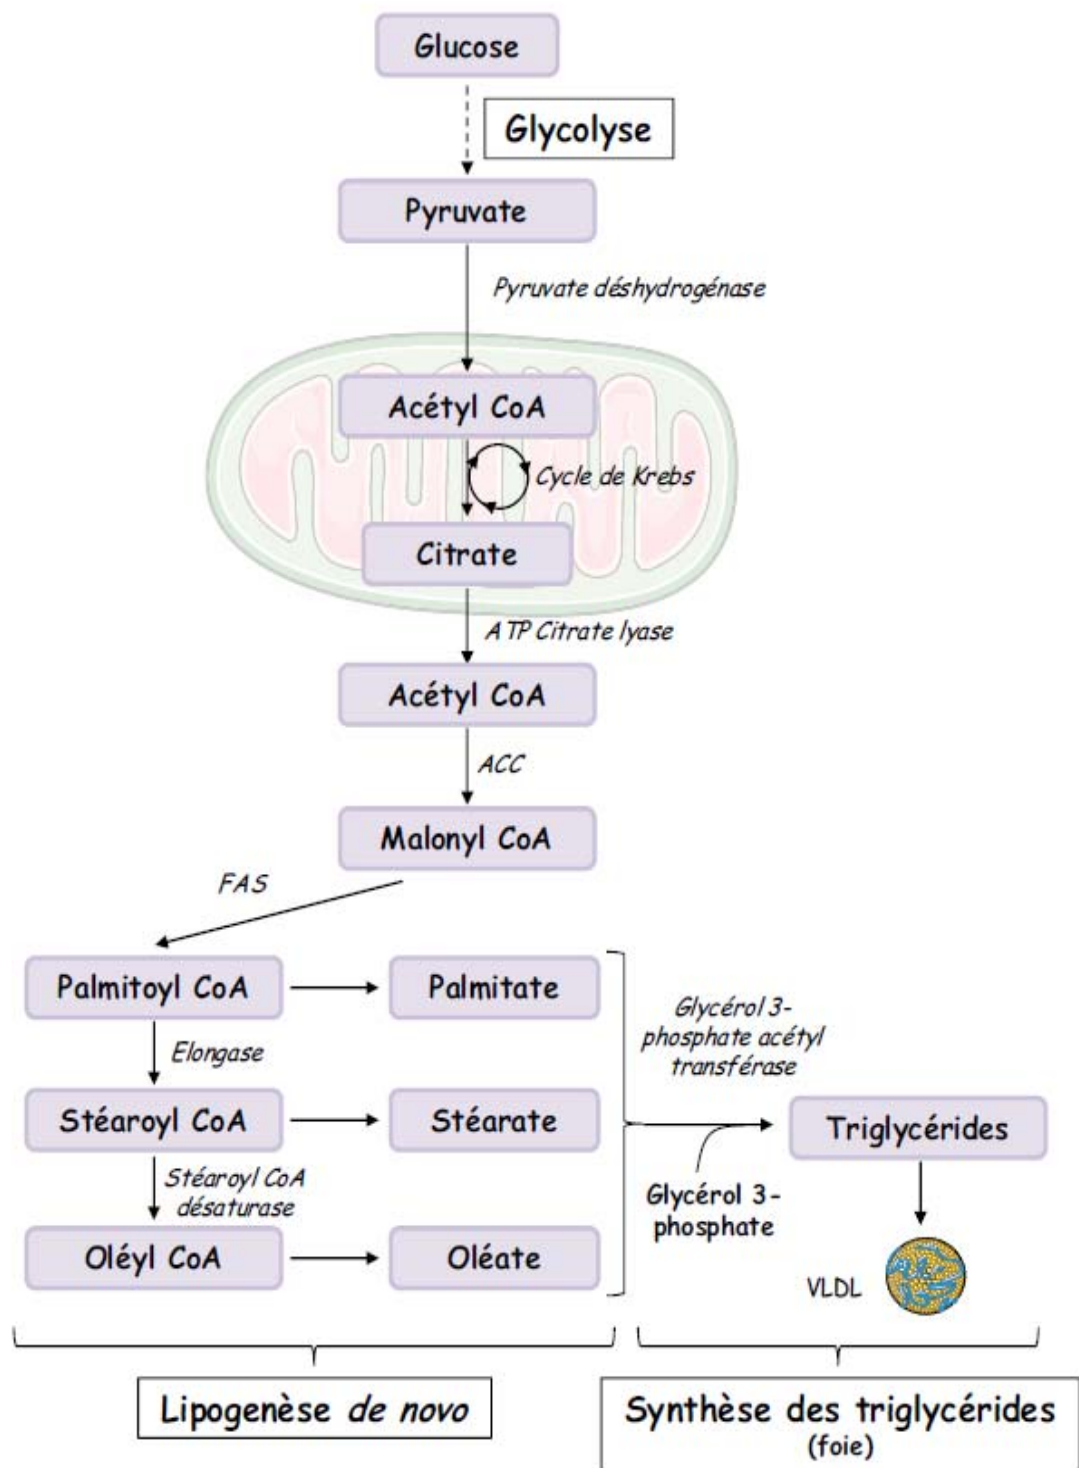 Glucose
Glycolyse
Pyruvate
Pyruvate déshydrogénase
Acétyl CoA
Cycle de Krebs
Citrate
ATP Citrate lyase
Acétyl CoA
ACC
Malonyl CoA
FAS
Palmitoyl CoA
Palmitate
Elongase
Stéaroyl CoA
Stéarate
Stéaroyl CoA
désaturase
Oléyl CoA
Oléate
Glycérol 3-
phosphate acétyl
transférase
Triglycérides
Glycérol 3-
phosphate
VLDL
Lipogenèse de novo
Synthèse des triglycérides
(foie)